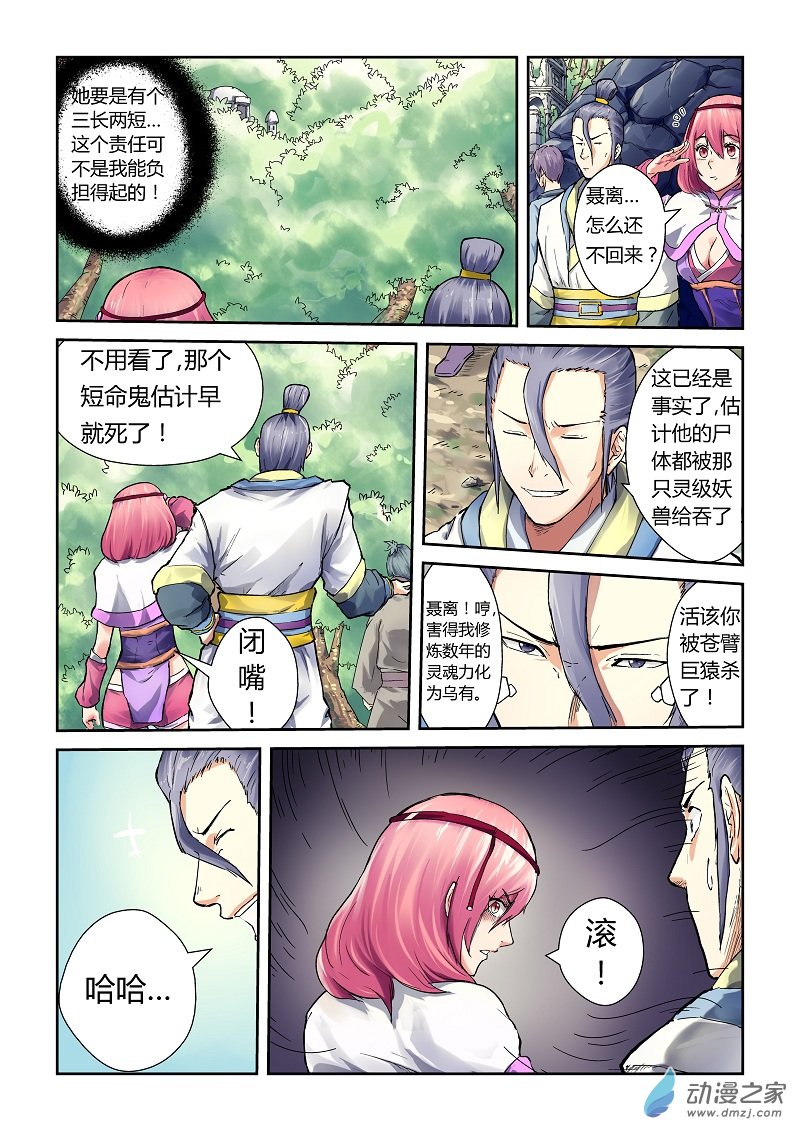 她要是有个
三长两短...
这个责任可
不是我能负
担得起的！
聂离...
怎么还
不回来？
不用看了,那个
短命鬼估计早
就死了！
闭
嘴
！
这已经是
事实了,估
计他的尸
体都被那
只灵级妖
兽给吞了
聂离！哼,
害得我修
炼数年的
灵魂力化
为乌有。
活该你
被苍臂
巨猿杀
了！
哈哈...
滚
！
动漫之家
www.dmzj.com